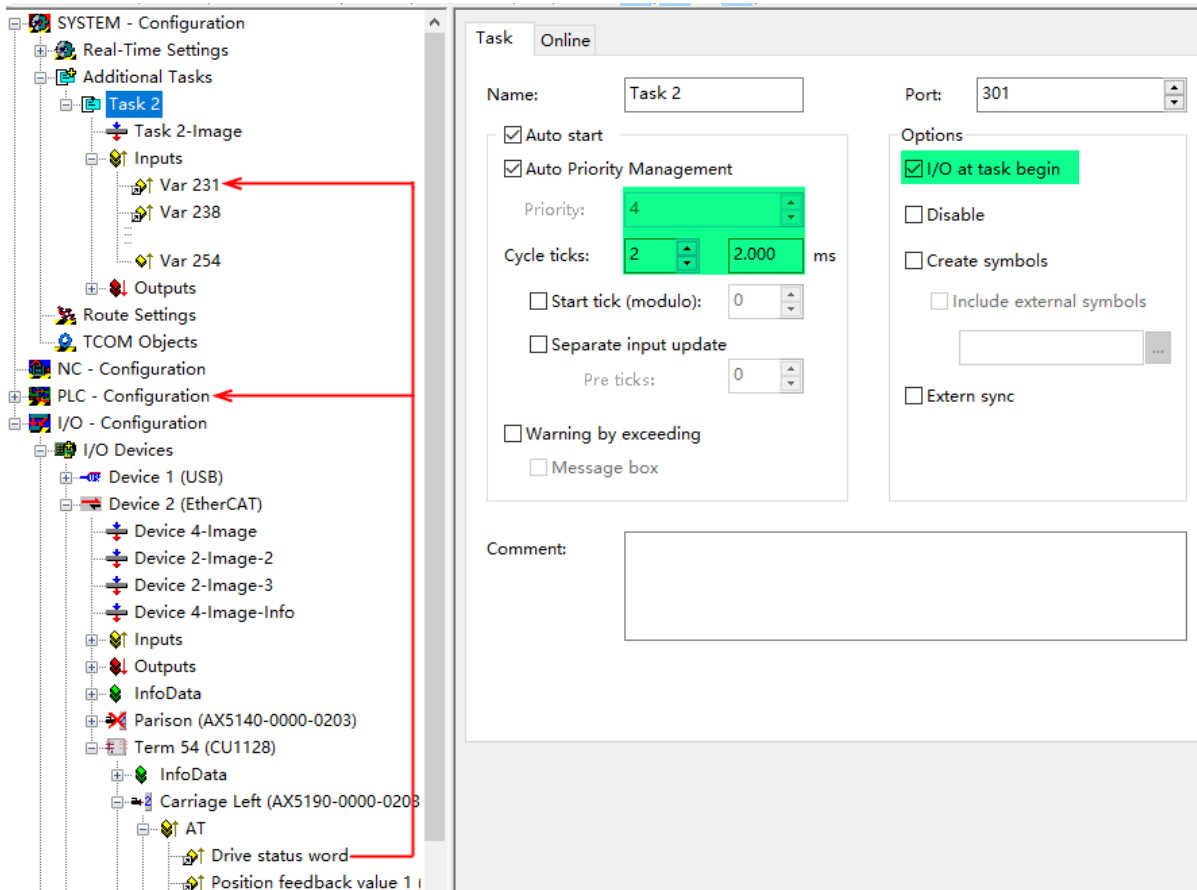 SYSTEM - Configuration
Real-Time Settings
Additional Tasks
Task 2
Task 2-Image
Inputs
Var 231
Var 238
Var 254
Outputs
Route Settings
TCOM Objects
NC - Configuration
PLC - Configuration
I/O - Configuration
I/O Devices
Device 1 (USB)
Device 2 (EtherCAT)
Device 4-Image
Device 2-Image-2
Device 2-Image-3
Device 4-Image-Info
Inputs
Outputs
InfoData
Parison (AX5140-0000-0203)
Term 54 (CU1128)
InfoData
Carriage Left (AX5190-0000-0203
AT
Drive status word
Position feedback value 1 (
Task Online
Name: Task 2
Port: 301
Auto start
Auto Priority Management
Priority: 4
Cycle ticks: 2 2.000 ms
Start tick (modulo): 0
Separate input update
Pre ticks: 0
Warning by exceeding
Message box
Options
I/O at task begin
Disable
Create symbols
Include external symbols
...
Extern sync
Comment: